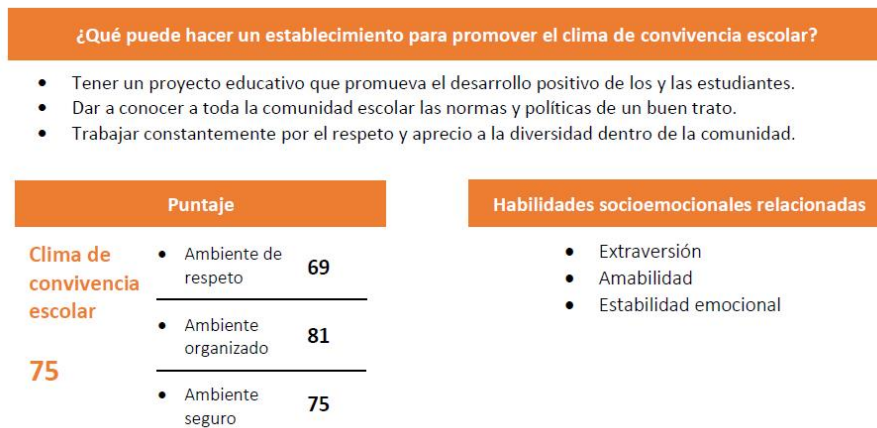 ¿Qué puede hacer un establecimiento para promover el clima de convivencia escolar?
• Tener un proyecto educativo que promueva el desarrollo positivo de los y las estudiantes.
• Dar a conocer a toda la comunidad escolar las normas y políticas de un buen trato.
• Trabajar constantemente por el respeto y aprecio a la diversidad dentro de la comunidad.
Puntaje
Clima de
convivencia
escolar
75
• Ambiente de
respeto
69
• Ambiente
organizado
81
• Ambiente
seguro
75
Habilidades socioemocionales relacionadas
• Extraversión
• Amabilidad
• Estabilidad emocional